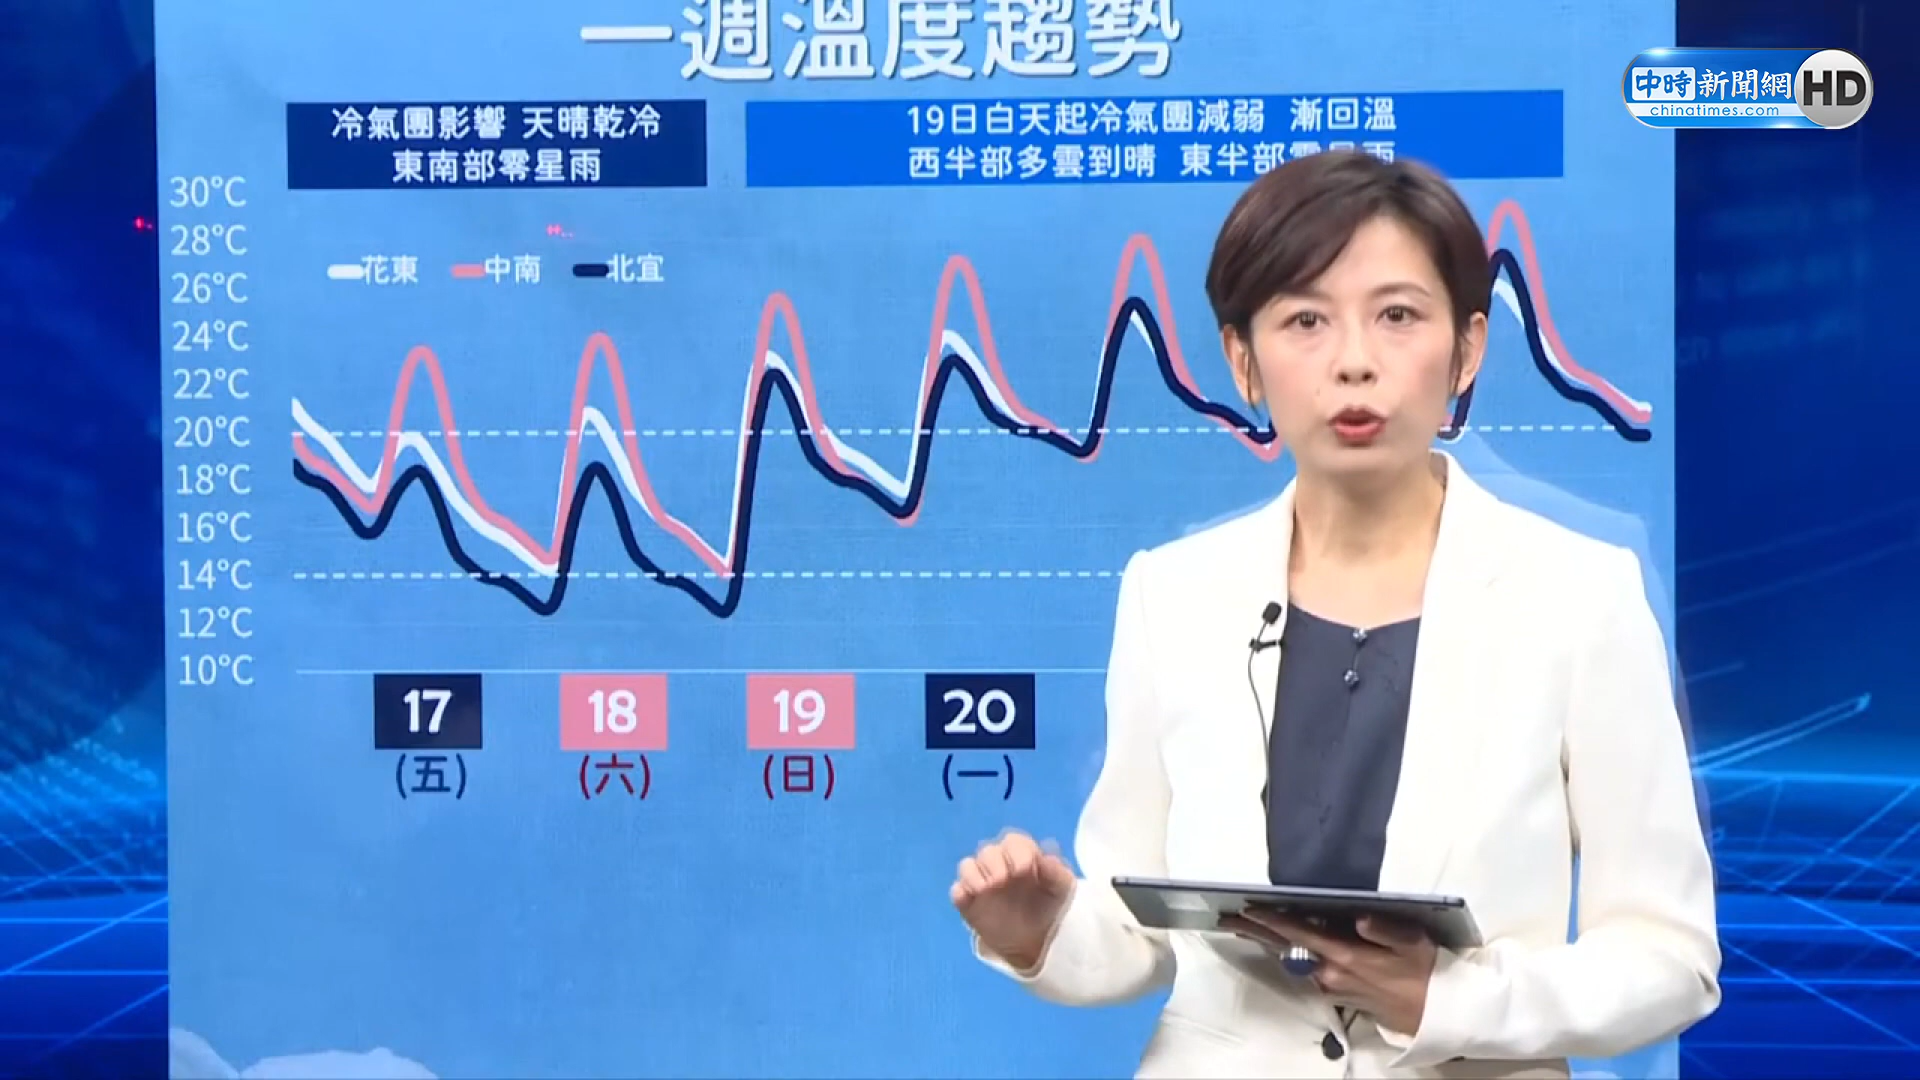 一週溫度趨勢
中時新聞網 HD
chinatimes.com
冷氣團影響 天晴乾冷
東南部零星雨
19日白天起冷氣團減弱 漸回溫
西半部多雲到晴 東半部零星雨
30°C
28°C
26°C
24°C
22°C
20°C
18°C
16°C
14°C
12°C
10°C
花東 中南 北宜
17 18 19 20
(五) (六) (日) (一)